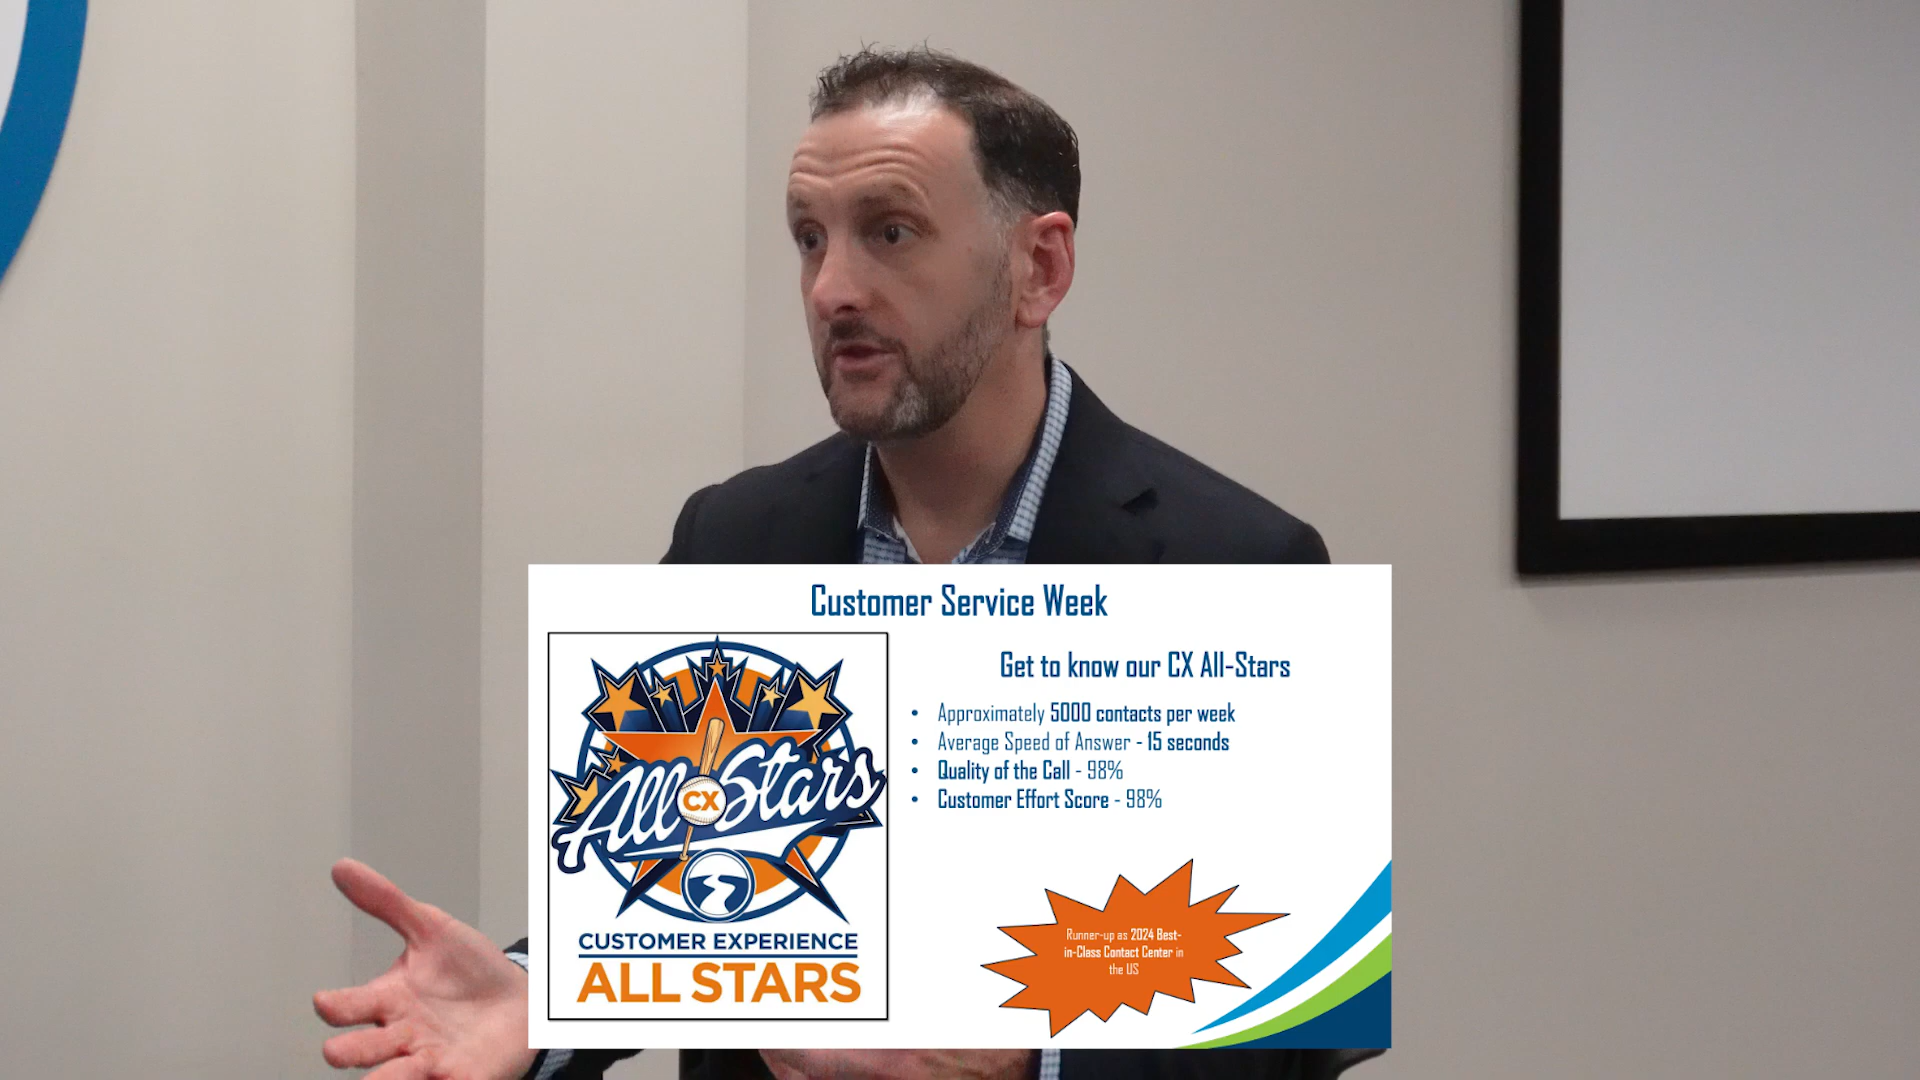 Customer Service Week
All CX Stars
CUSTOMER EXPERIENCE
ALL STARS
Get to know our CX All-Stars
• Approximately 5000 contacts per week
• Average Speed of Answer - 15 seconds
• Quality of the Call - 98%
• Customer Effort Score - 98%
Runner-up as 2024 Best-
in-Class Contact Center in
the US